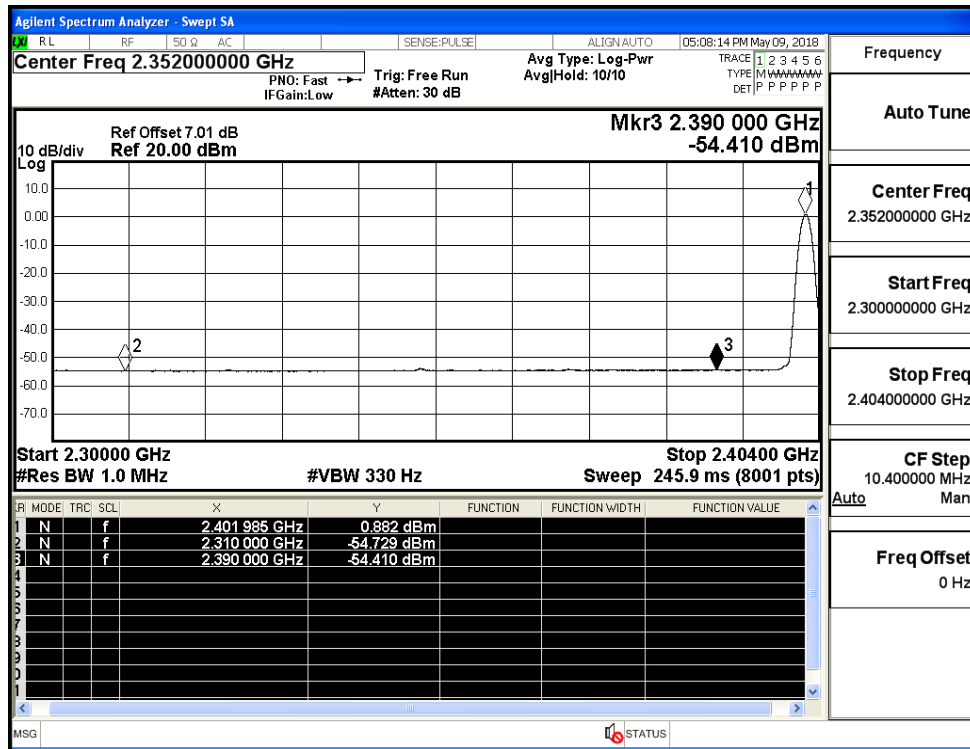 Agilent Spectrum Analyzer - Swept SA
LXI RL RF 50 Ω AC SENSE:PULSE ALIGN AUTO 05:08:14 PM May 09, 2018
Center Freq 2.352000000 GHz
PNO: Fast
IFGain:Low
Trig: Free Run
#Atten: 30 dB
Avg Type: Log-Pwr
Avg|Hold: 10/10
TRACE 1 2 3 4 5 6
TYPE M
DET P P P P P P
Ref Offset 7.01 dB
Ref 20.00 dBm
10 dB/div
Log
Mkr3 2.390 000 GHz
-54.410 dBm
10.0
0.00
-10.0
-20.0
-30.0
-40.0
-50.0
-60.0
-70.0
1
2
3
Start 2.30000 GHz Stop 2.40400 GHz
#Res BW 1.0 MHz #VBW 330 Hz Sweep 245.9 ms (8001 pts)
MODE TRC SCL X Y FUNCTION FUNCTION WIDTH FUNCTION VALUE
1 N f 2.401 985 GHz 0.882 dBm
2 N f 2.310 000 GHz -54.729 dBm
3 N f 2.390 000 GHz -54.410 dBm
4
5
6
7
8
9
MSG STATUS
Frequency
Auto Tune
Center Freq
2.352000000 GHz
Start Freq
2.300000000 GHz
Stop Freq
2.404000000 GHz
CF Step
10.400000 MHz
Auto Man
Freq Offset
0 Hz